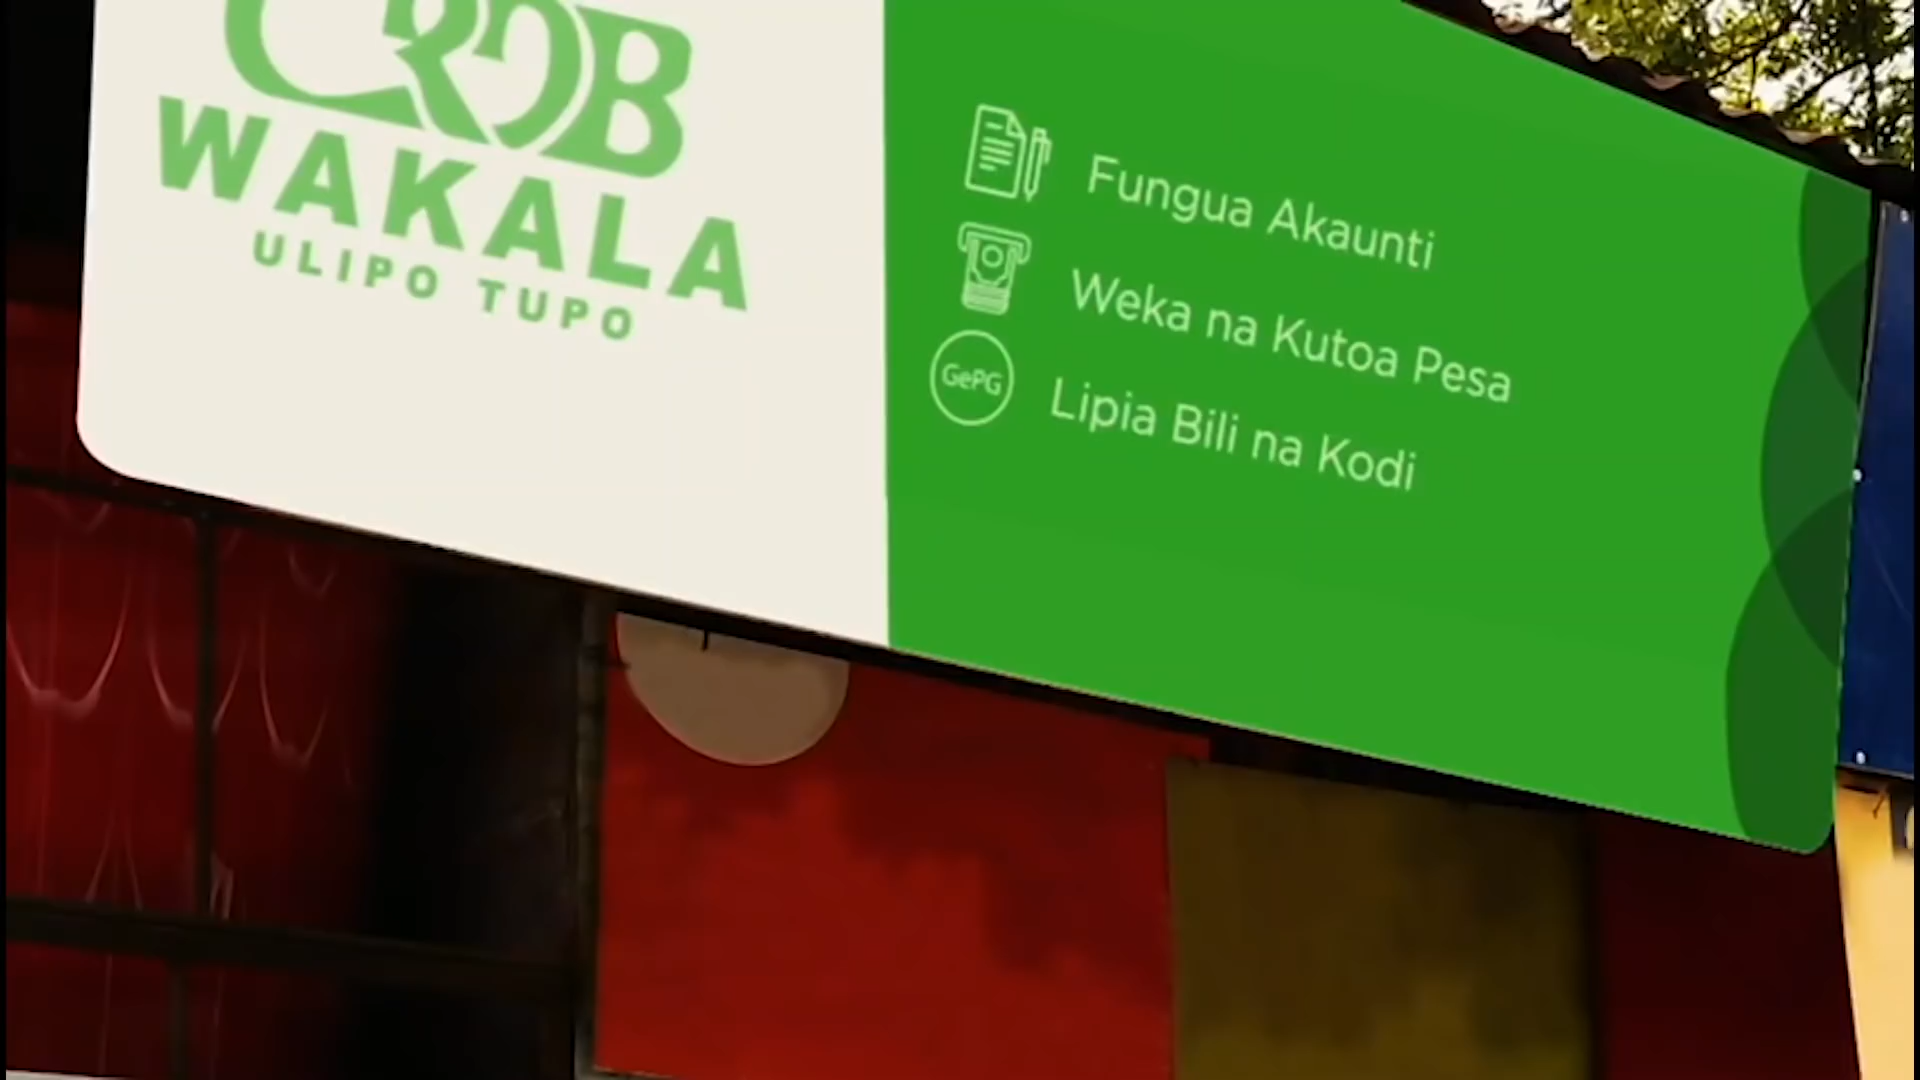 CRDB
WAKALA
ULIPO TUPO
Fungua Akaunti
Weka na Kutoa Pesa
GePG
Lipia Bili na Kodi